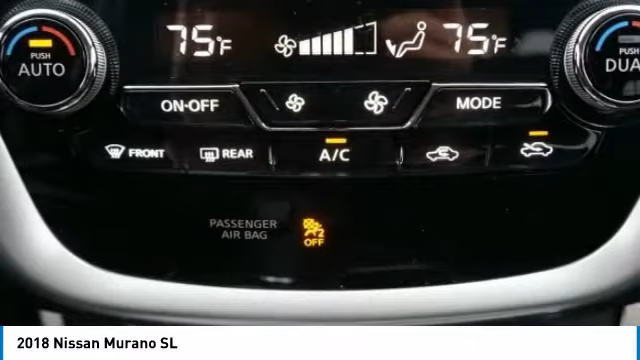 75°F 75°F
PUSH AUTO
PUSH DUA
ON·OFF MODE
FRONT REAR A/C
PASSENGER AIR BAG 2 OFF
2018 Nissan Murano SL